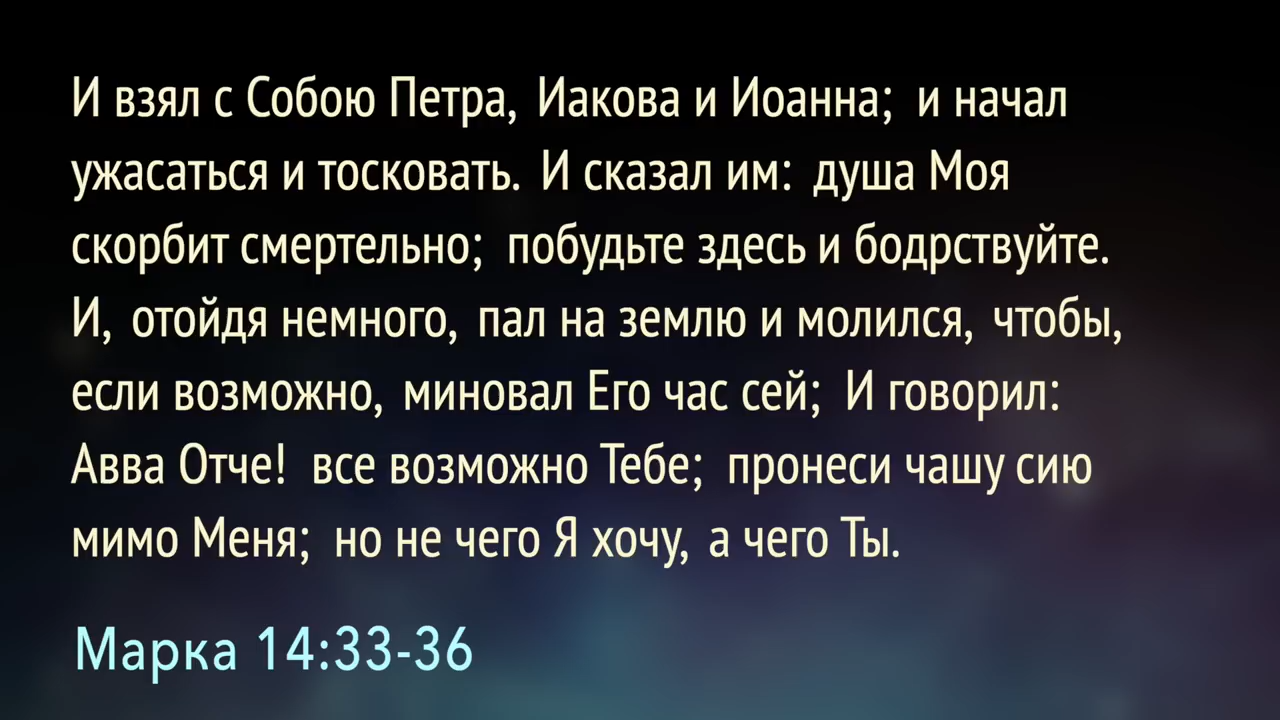 И взял с Собою Петра, Иакова и Иоанна; и начал
ужасаться и тосковать. И сказал им: душа Моя
скорбит смертельно; побудьте здесь и бодрствуйте.
И, отойдя немного, пал на землю и молился, чтобы,
если возможно, миновал Его час сей; И говорил:
Авва Отче! все возможно Тебе; пронеси чашу сию
мимо Меня; но не чего Я хочу, а чего Ты.
Марка 14:33-36